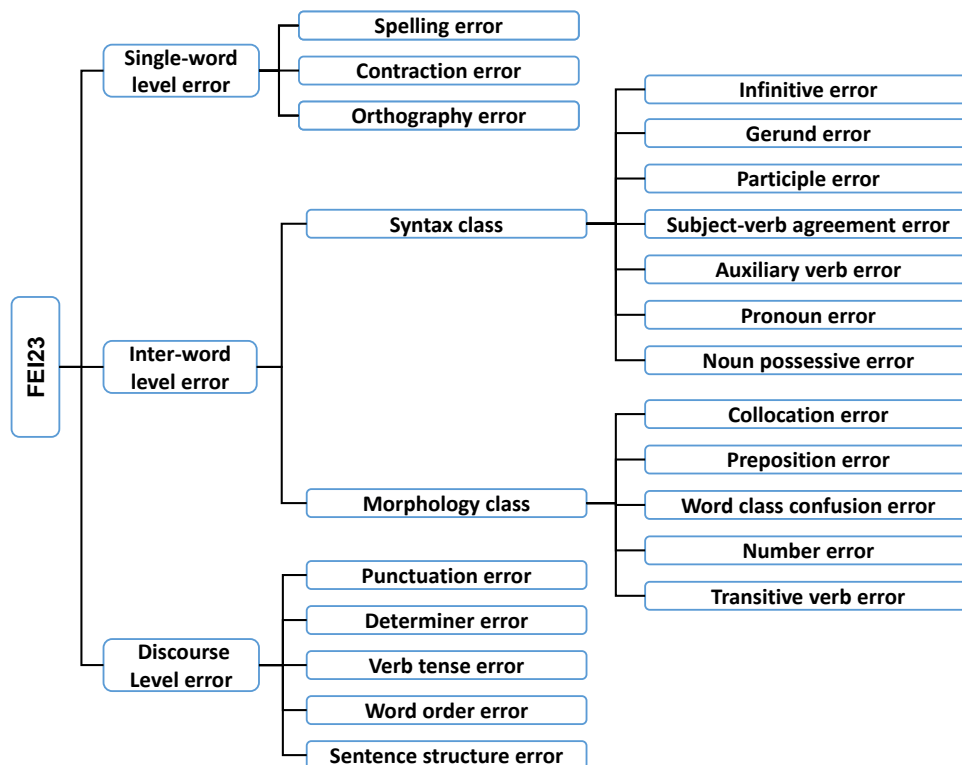 FEI23
Single-word
level error
Spelling error
Contraction error
Orthography error
Inter-word
level error
Syntax class
Infinitive error
Gerund error
Participle error
Subject-verb agreement error
Auxiliary verb error
Pronoun error
Noun possessive error
Morphology class
Collocation error
Preposition error
Word class confusion error
Number error
Transitive verb error
Discourse
Level error
Punctuation error
Determiner error
Verb tense error
Word order error
Sentence structure error